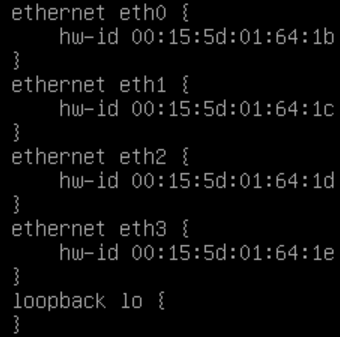 ethernet eth0 {
    hw-id 00:15:5d:01:64:1b
}
ethernet eth1 {
    hw-id 00:15:5d:01:64:1c
}
ethernet eth2 {
    hw-id 00:15:5d:01:64:1d
}
ethernet eth3 {
    hw-id 00:15:5d:01:64:1e
}
loopback lo {
}